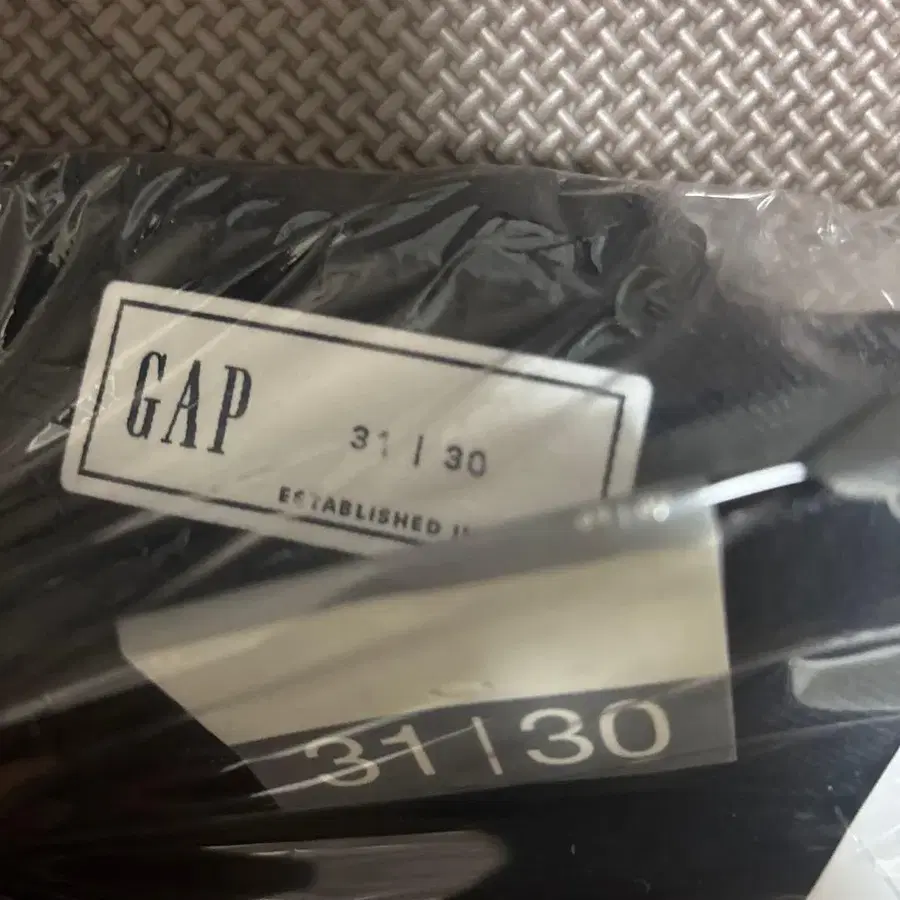 GAP
31 | 30
ESTABLISHED
31 | 30